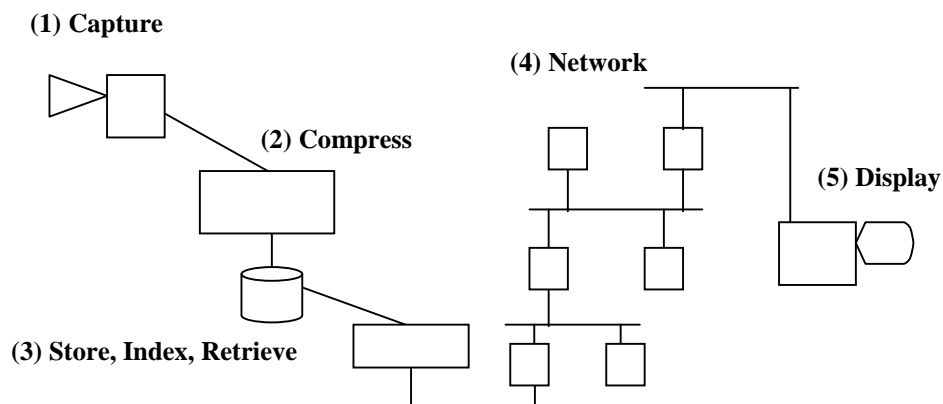 (1) Capture
(2) Compress
(3) Store, Index, Retrieve
(4) Network
(5) Display